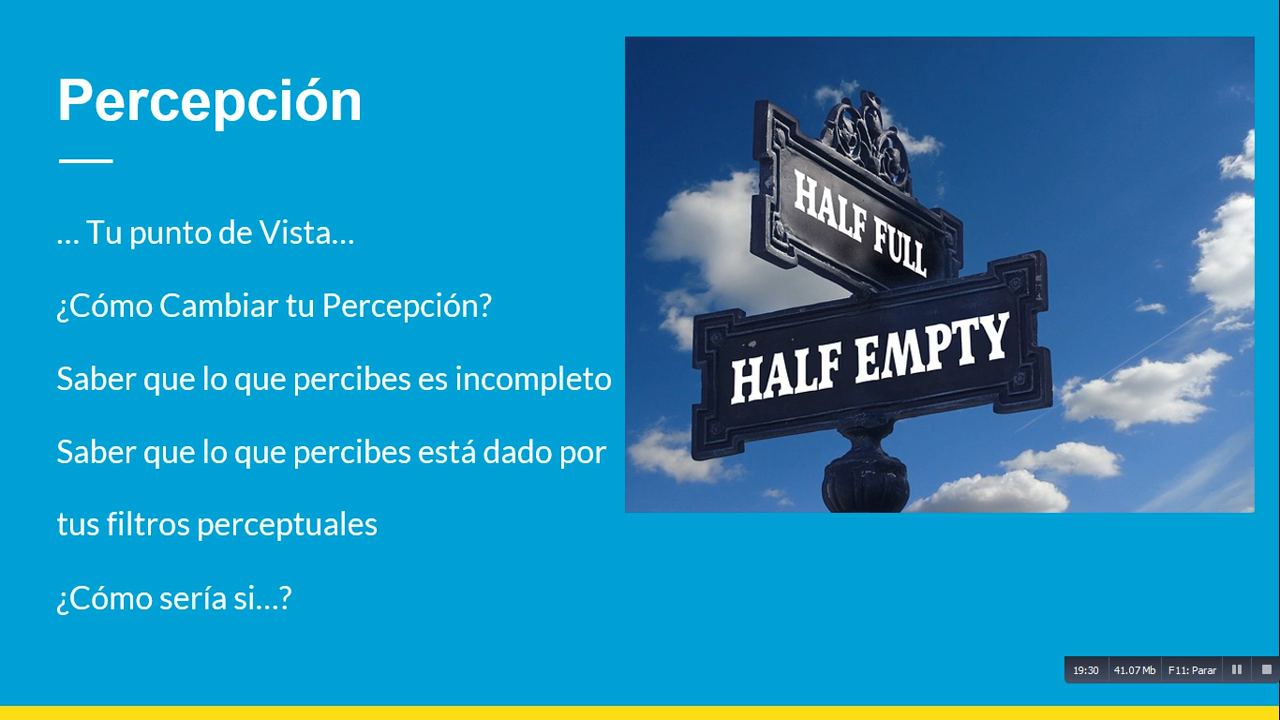 Percepción
... Tu punto de Vista...
¿Cómo Cambiar tu Percepción?
Saber que lo que percibes es incompleto
Saber que lo que percibes está dado por
tus filtros perceptuales
¿Cómo sería si...?
HALF FULL
HALF EMPTY
19:30 41.07 Mb F11: Parar